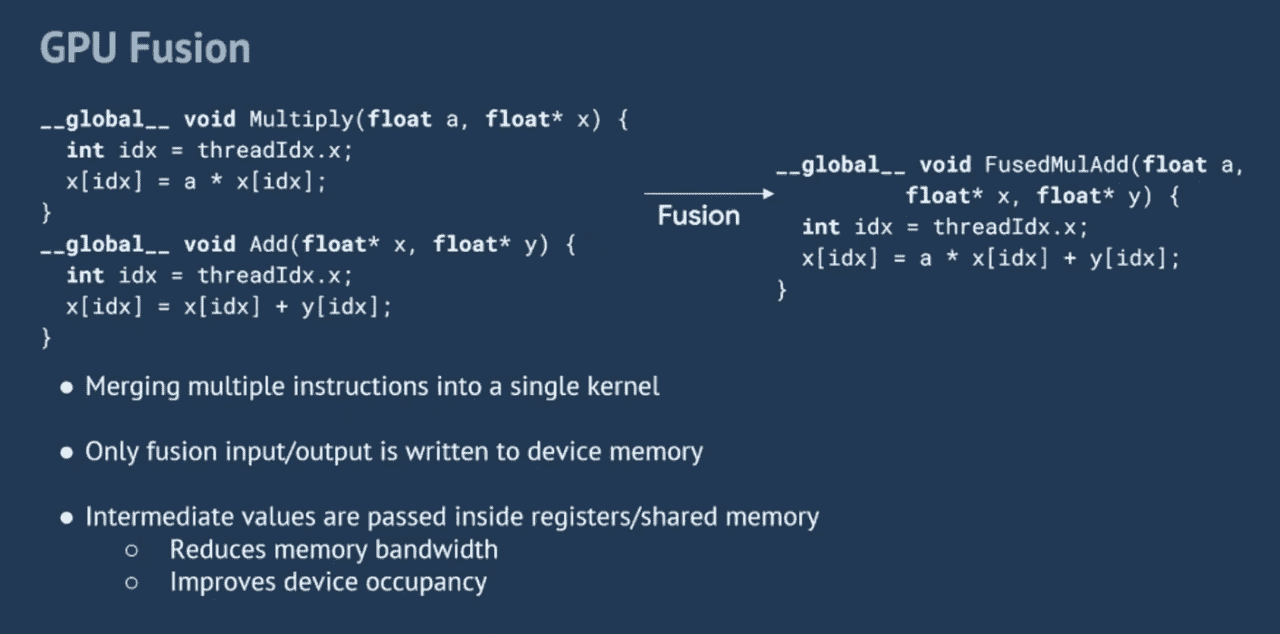 GPU Fusion
__global__ void Multiply(float a, float* x) {
  int idx = threadIdx.x;
  x[idx] = a * x[idx];
}
__global__ void Add(float* x, float* y) {
  int idx = threadIdx.x;
  x[idx] = x[idx] + y[idx];
}
Fusion
__global__ void FusedMulAdd(float a,
          float* x, float* y) {
  int idx = threadIdx.x;
  x[idx] = a * x[idx] + y[idx];
}
● Merging multiple instructions into a single kernel
● Only fusion input/output is written to device memory
● Intermediate values are passed inside registers/shared memory
○ Reduces memory bandwidth
○ Improves device occupancy